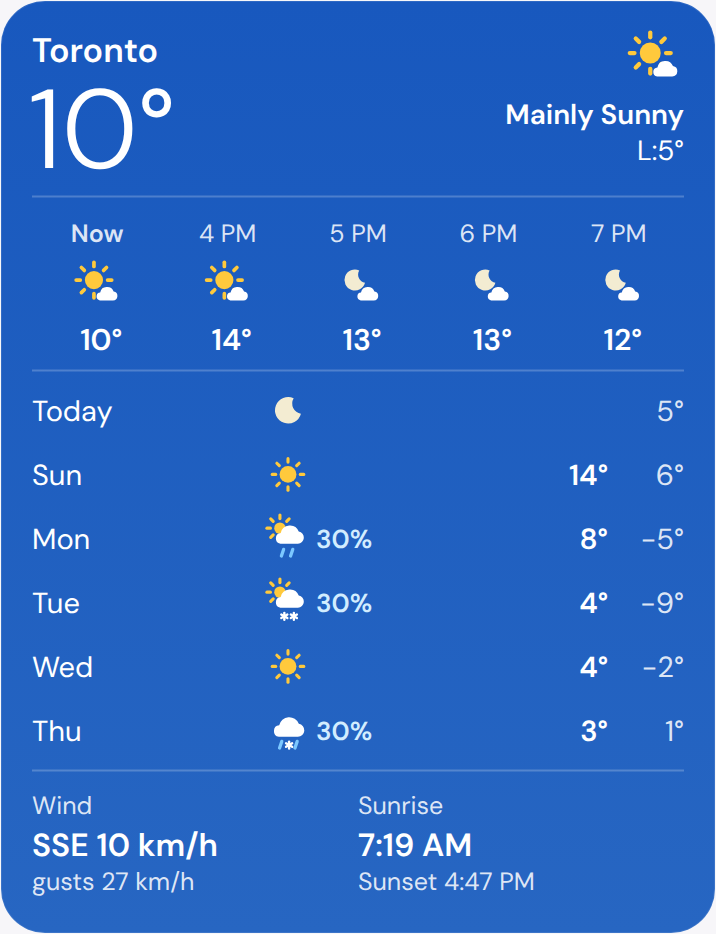 Toronto
10°
Mainly Sunny
L:5°
Now 4 PM 5 PM 6 PM 7 PM
10° 14° 13° 13° 12°
Today 5°
Sun 14° 6°
Mon 30% 8° -5°
Tue 30% 4° -9°
Wed 4° -2°
Thu 30% 3° 1°
Wind Sunrise
SSE 10 km/h 7:19 AM
gusts 27 km/h Sunset 4:47 PM